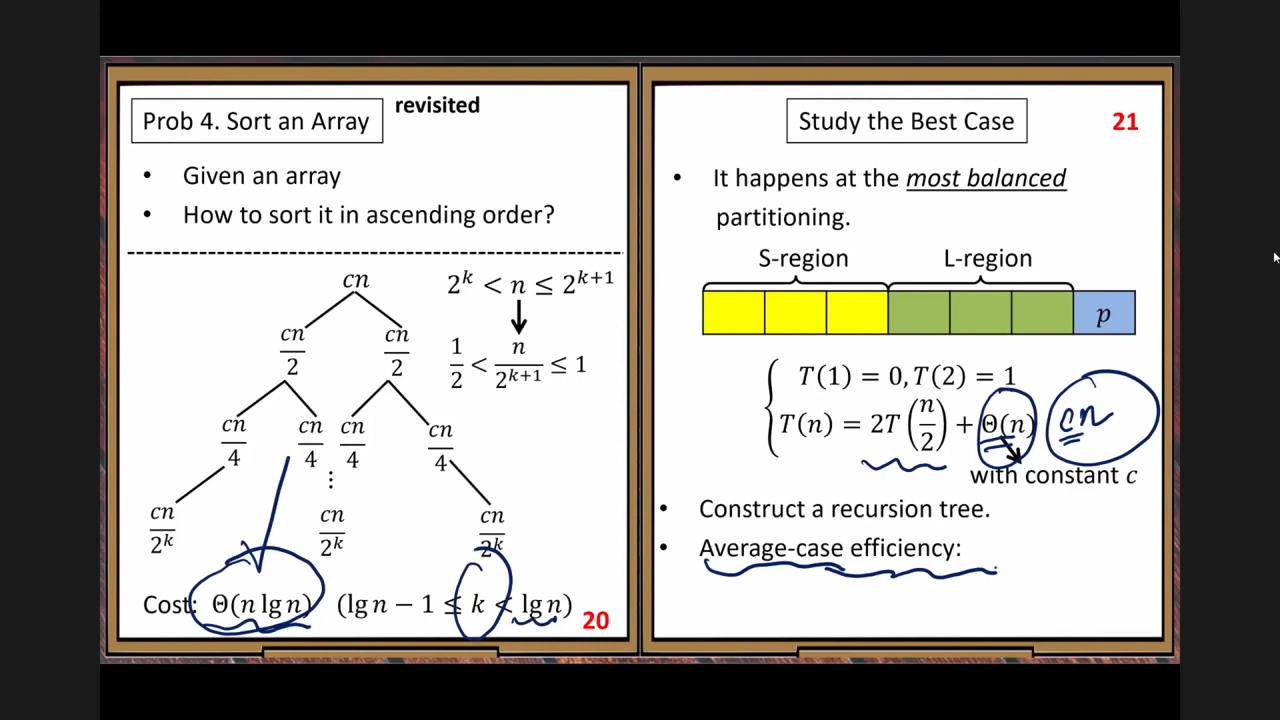 Prob 4. Sort an Array
revisited
• Given an array
• How to sort it in ascending order?
cn
2^k < n ≤ 2^{k+1}
cn/2 cn/2
1/2 < n/2^{k+1} ≤ 1
cn/4 cn/4 cn/4 cn/4
⋮
cn/2^k cn/2^k cn/2^k
Cost: Θ(n lg n) (lg n − 1 ≤ k < lg n)
20
Study the Best Case
21
• It happens at the most balanced
partitioning.
S-region L-region
p
T(1) = 0, T(2) = 1
T(n) = 2T(n/2) + Θ(n) cn
with constant c
• Construct a recursion tree.
• Average-case efficiency: